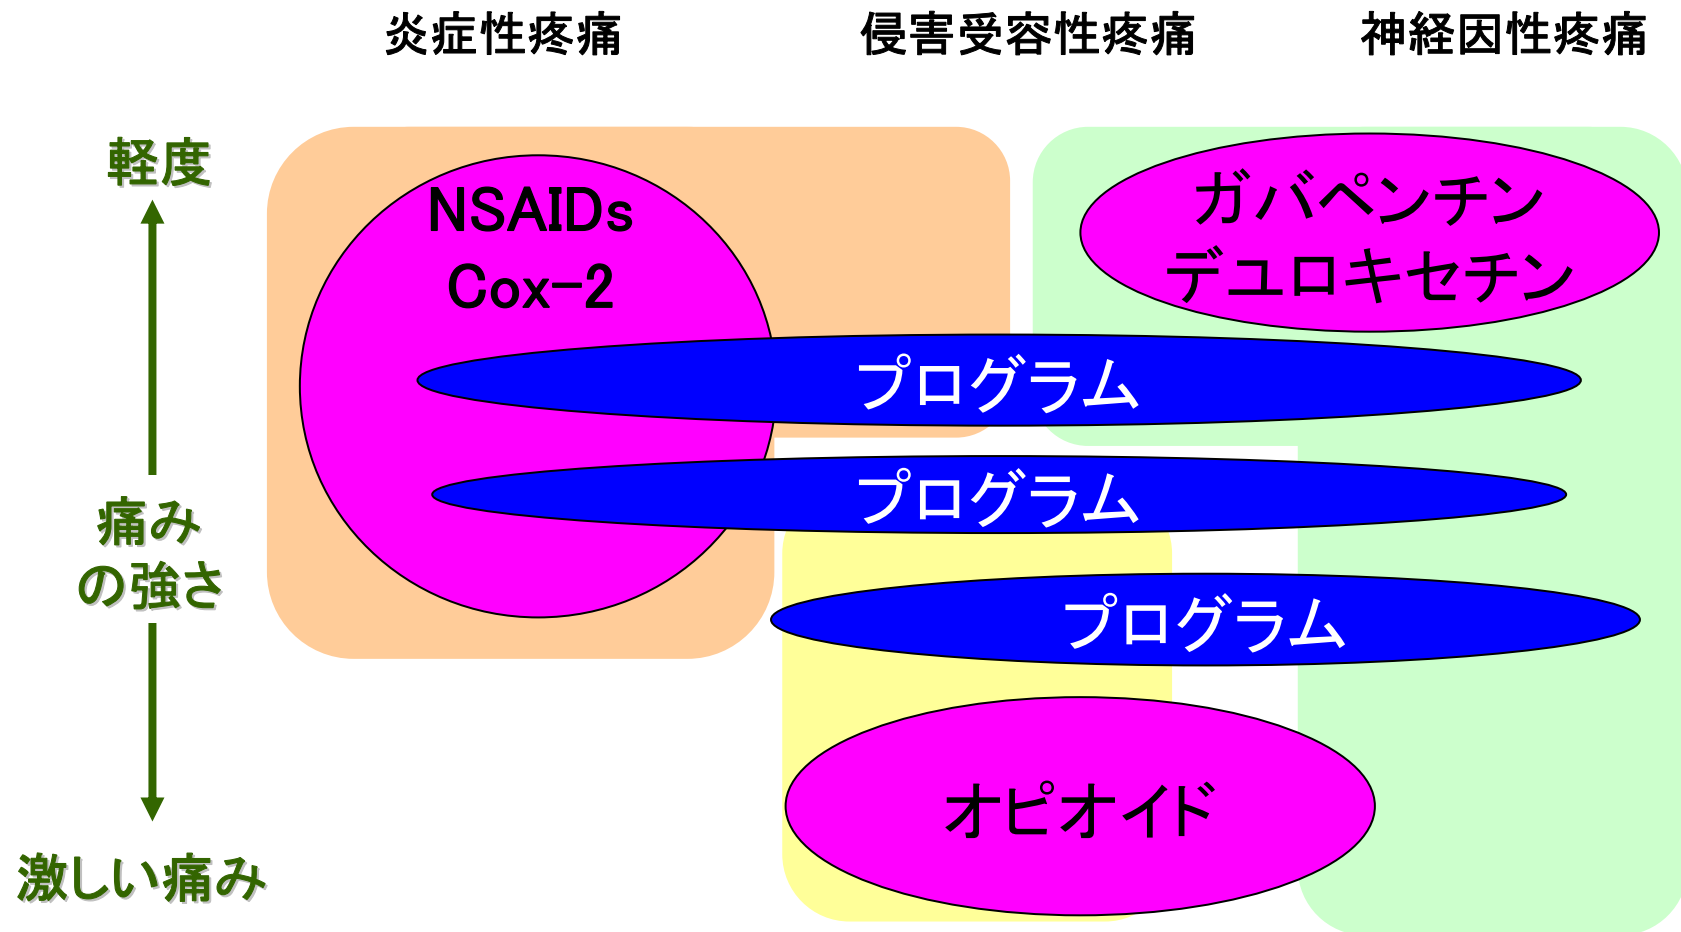 炎症性疼痛 侵害受容性疼痛 神経因性疼痛
軽度
NSAIDs
Cox-2
ガバペンチン
デユロキセチン
プログラム
プログラム
痛み
の強さ
プログラム
オピオイド
激しい痛み